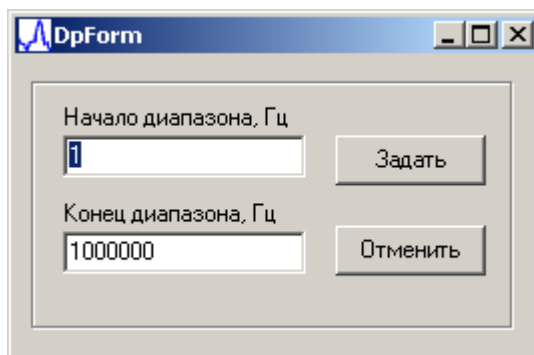 DpForm
Начало диапазона, Гц
1
Задать
Конец диапазона, Гц
1000000
Отменить